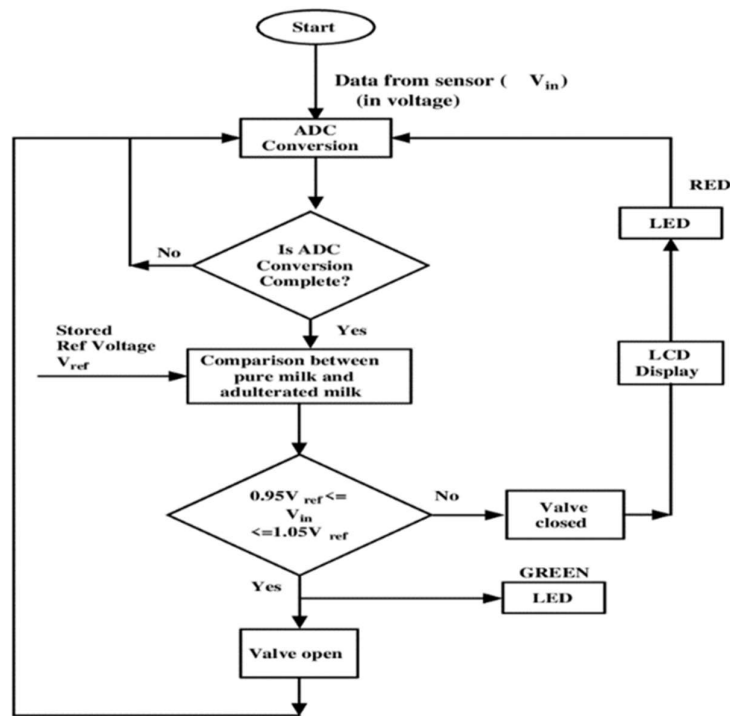 Start
Data from sensor ( V_in)
(in voltage)
ADC
Conversion
RED
LED
No
Is ADC
Conversion
Complete?
Yes
Stored
Ref Voltage
V_ref
Comparison between
pure milk and
adulterated milk
LCD
Display
0.95V_ref<=
V_in
<=1.05V_ref
No
Valve
closed
Yes
GREEN
LED
Valve open